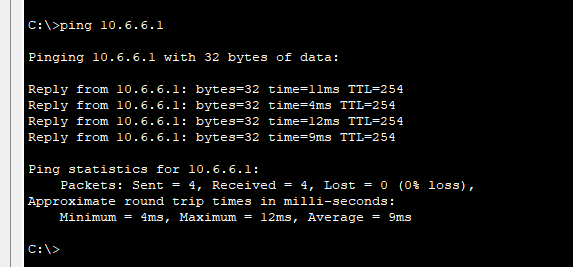 C:\>ping 10.6.6.1
Pinging 10.6.6.1 with 32 bytes of data:
Reply from 10.6.6.1: bytes=32 time=11ms TTL=254
Reply from 10.6.6.1: bytes=32 time=4ms TTL=254
Reply from 10.6.6.1: bytes=32 time=12ms TTL=254
Reply from 10.6.6.1: bytes=32 time=9ms TTL=254
Ping statistics for 10.6.6.1:
Packets: Sent = 4, Received = 4, Lost = 0 (0% loss),
Approximate round trip times in milli-seconds:
Minimum = 4ms, Maximum = 12ms, Average = 9ms
C:\>